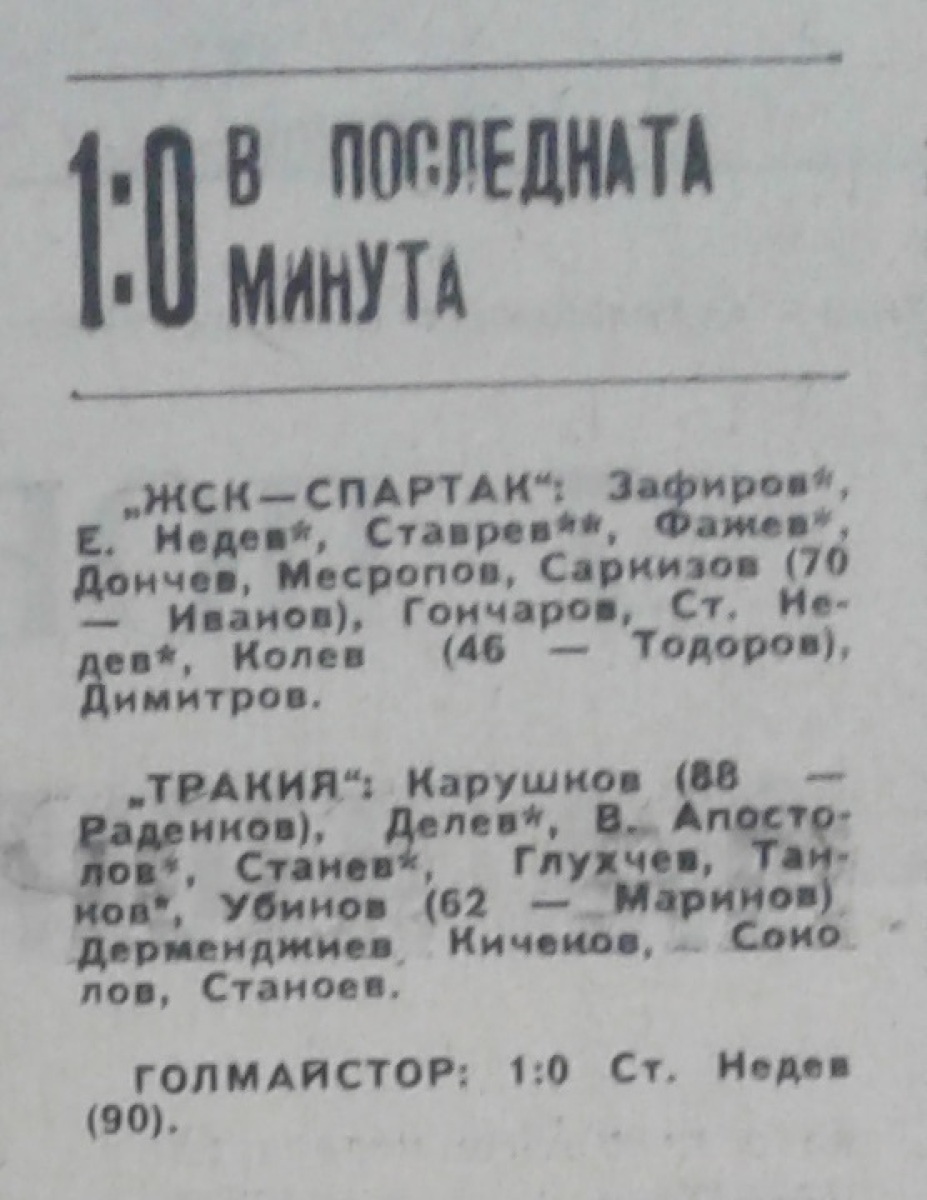 1:0 В ПОСЛЕДНАТА
МИНУТА
„ЖСК—СПАРТАК“: Зафиров*,
Е. Недев*, Ставрев**, Фажев*,
Дончев, Месропов, Саркизов (70
— Иванов), Гончаров, Ст. Не-
дев*, Колев (46 — Тодоров),
Димитров.
„ТРАКИЯ“: Карушков (88 —
Раденков), Делев*, В. Апосто-
лов*, Станев*, Глухчев, Тан-
ков*, Убинов (62 — Маринов)
Дерменджиев, Кичеков, Соко
лов, Станоев.
ГОЛМАЙСТОР: 1:0 Ст. Недев
(90).